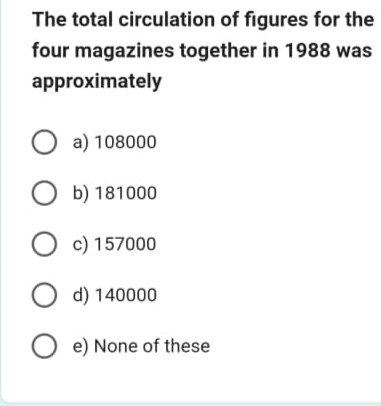 The total circulation of figures for the
four magazines together in 1988 was
approximately
a) 108000
b) 181000
c) 157000
d) 140000
e) None of these